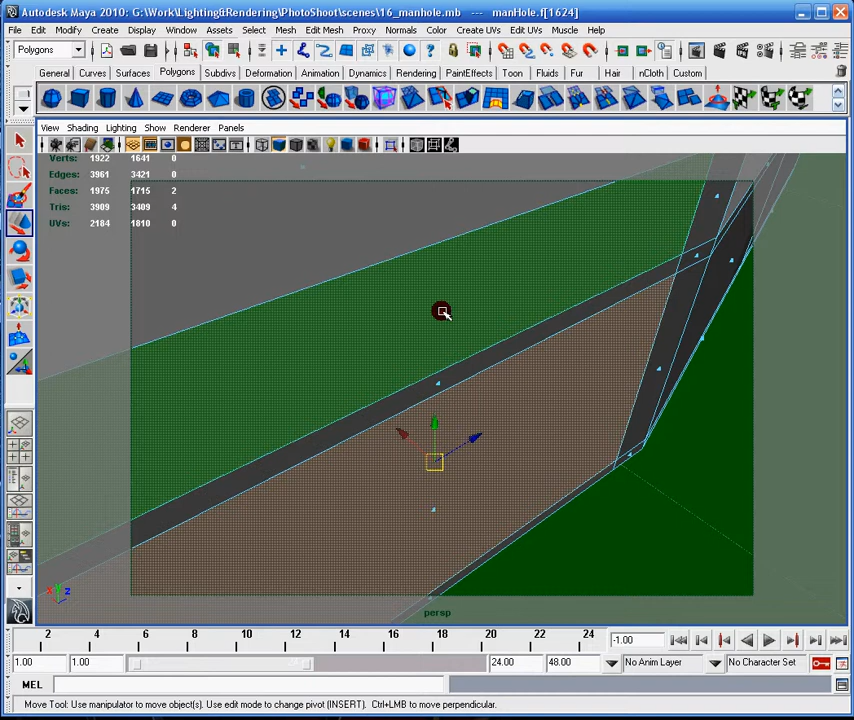 Autodesk Maya 2010: G:\Work\Lighting&Rendering\PhotoShoot\scenes\16_manhole.mb --- manHole.f[1624]
File Edit Modify Create Display Window Assets Select Mesh Edit Mesh Proxy Normals Color Create UVs Edit UVs Muscle Help
Polygons
General Curves Surfaces Polygons Subdivs Deformation Animation Dynamics Rendering PaintEffects Toon Fluids Fur Hair nCloth Custom
View Shading Lighting Show Renderer Panels
Verts: 1922 1641 0
Edges: 3961 3421 0
Faces: 1975 1715 2
Tris: 3909 3409 4
UVs: 2184 1810 0
persp
2 4 6 8 10 12 14 16 18 20 22 24 -1.00
1.00 1.00 24.00 48.00 No Anim Layer No Character Set
MEL
Move Tool: Use manipulator to move object(s). Use edit mode to change pivot (INSERT). Ctrl+LMB to move perpendicular.